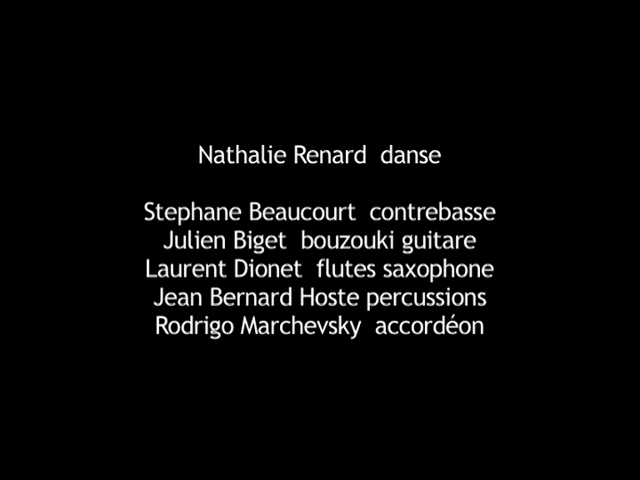 Nathalie Renard danse
Stephane Beaucourt contrebasse
Julien Biget bouzouki guitare
Laurent Dionet flutes saxophone
Jean Bernard Hoste percussions
Rodrigo Marchevsky accordéon